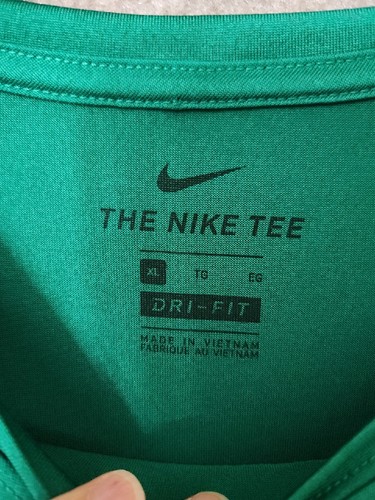 THE NIKE TEE
XL TG EG
DRI-FIT
MADE IN VIETNAM
FABRIQUE AU VIETNAM